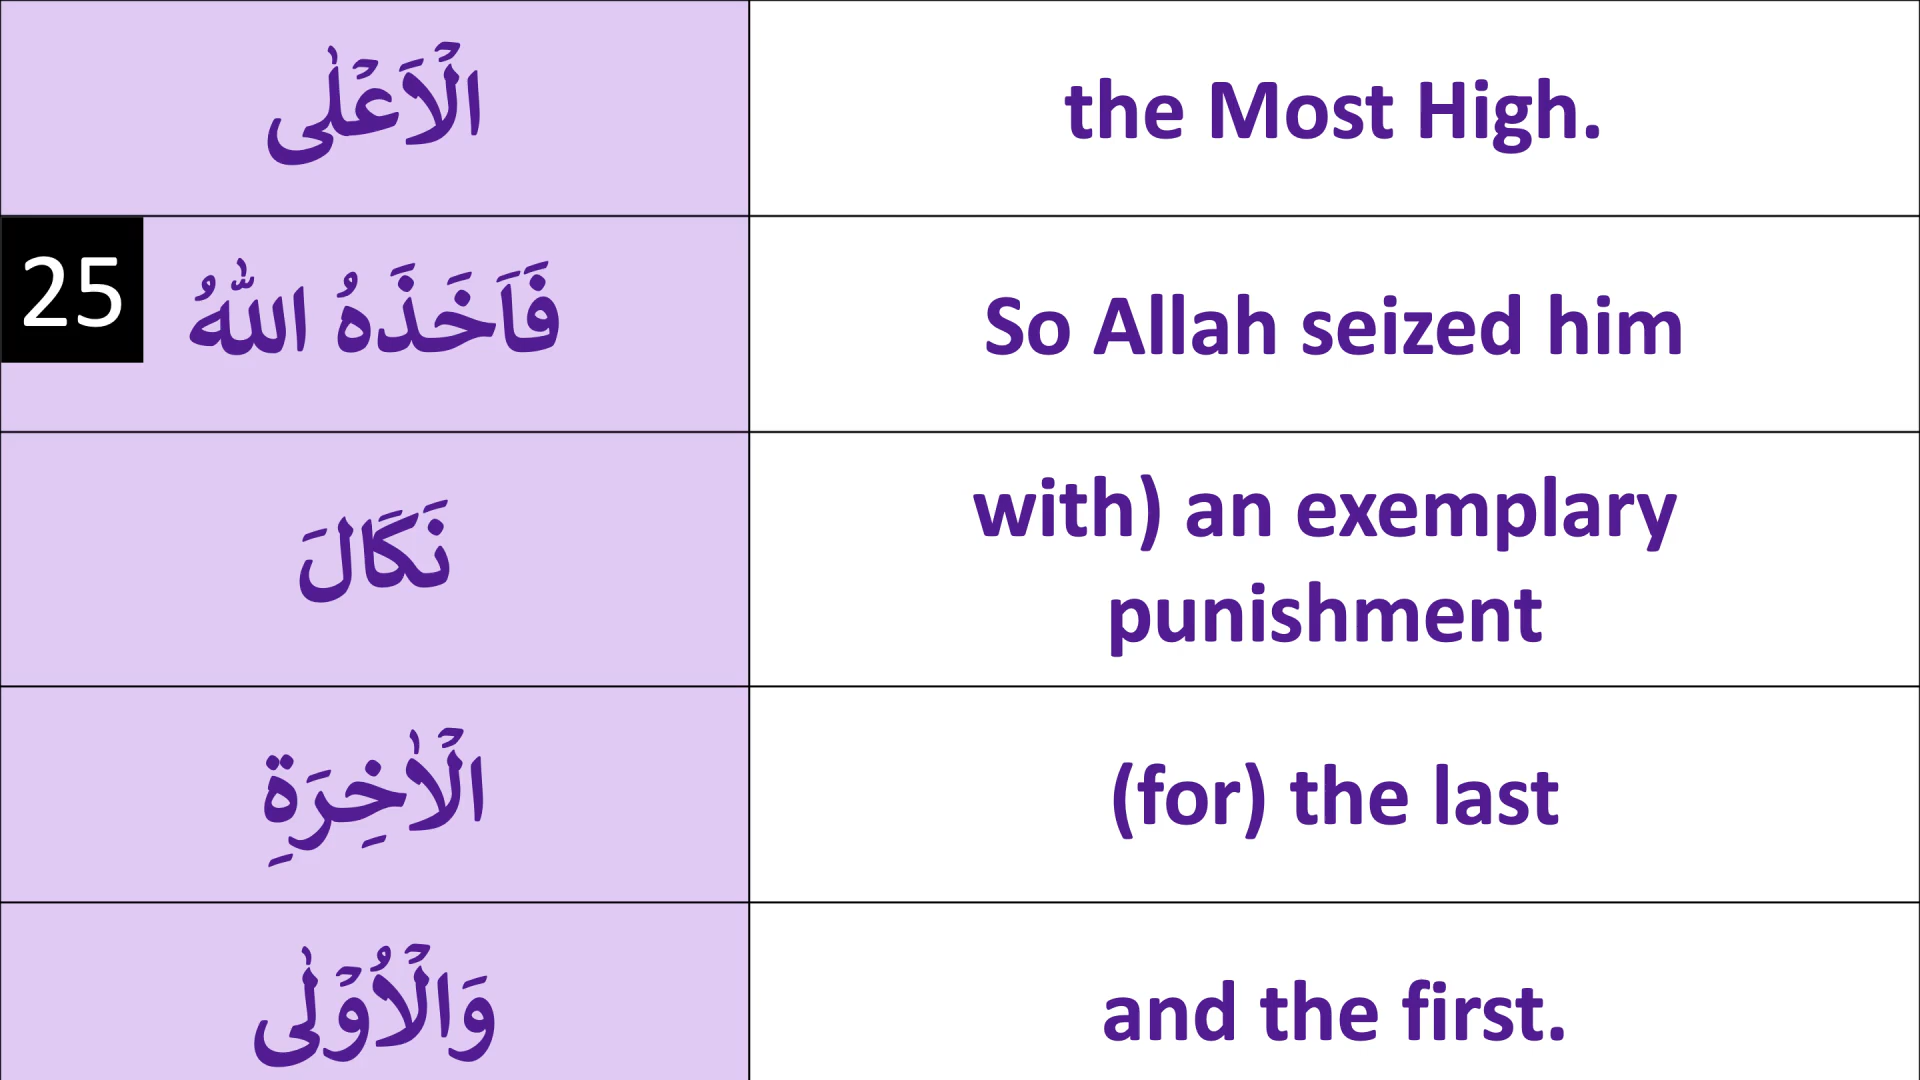 الْاَعْلٰى
the Most High.
25
فَاَخَذَهُ اللّٰهُ
So Allah seized him
نَكَالَ
with) an exemplary
punishment
الْاٰخِرَةِ
(for) the last
وَالْاُوْلٰى
and the first.